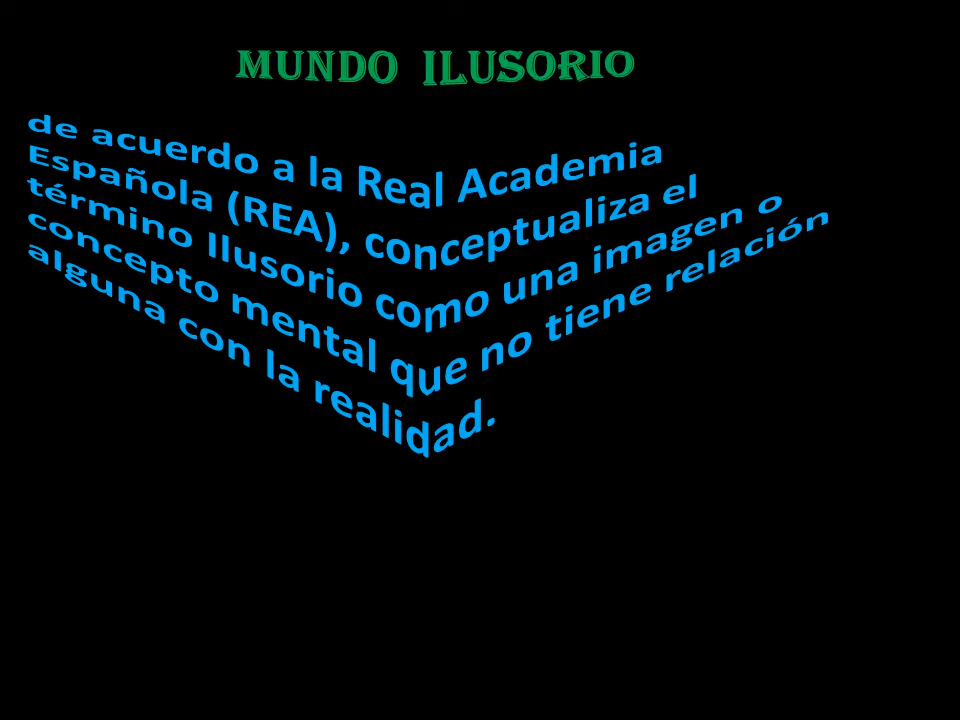 MUNDO ILUSORIO
de acuerdo a la Real Academia
Española (REA), conceptualiza el
término Ilusorio como una imagen o
concepto mental que no tiene relación
alguna con la realidad.